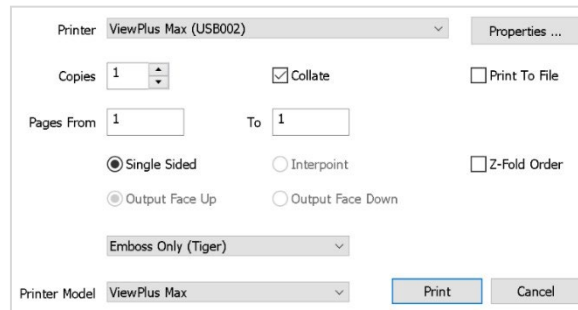 Printer ViewPlus Max (USB002) Properties ...
Copies 1 Collate Print To File
Pages From 1 To 1
Single Sided Interpoint Z-Fold Order
Output Face Up Output Face Down
Emboss Only (Tiger)
Printer Model ViewPlus Max Print Cancel